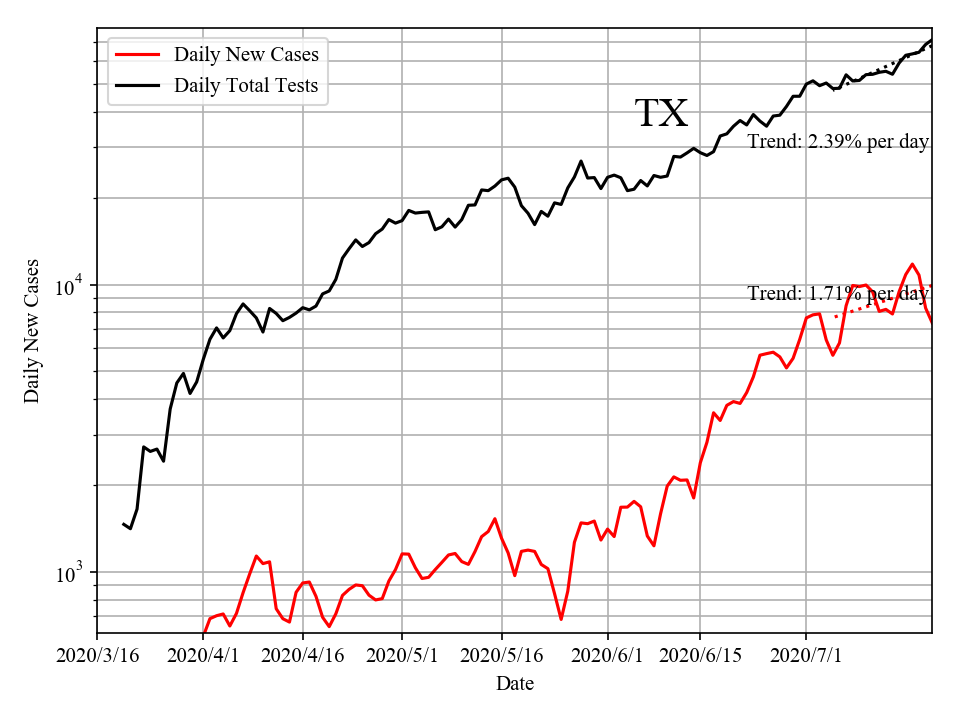 Daily New Cases
Daily Total Tests
TX
Trend: 2.39% per day
Trend: 1.71% per day
10^4
10^3
Daily New Cases
2020/3/16 2020/4/1 2020/4/16 2020/5/1 2020/5/16 2020/6/1 2020/6/15 2020/7/1
Date